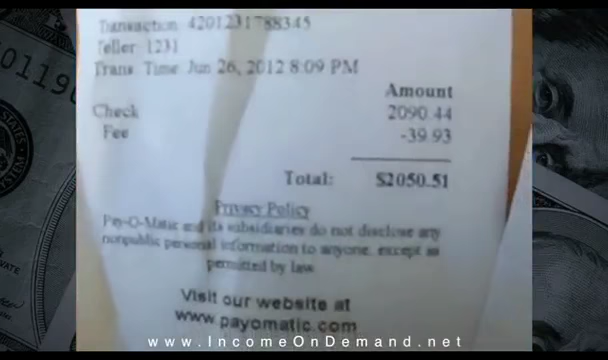 Transaction 4201231788345
Teller 1231
Trans. Time Jun 26, 2012 8:09 PM
Amount
Check 2090.44
Fee -39.93
Total: $2050.51
Privacy Policy
Pay-O-Matic and its subsidiaries do not disclose any
nonpublic personal information to anyone, except as
permitted by law
Visit our website at
www.payomatic.com
www.IncomeOnDemand.net